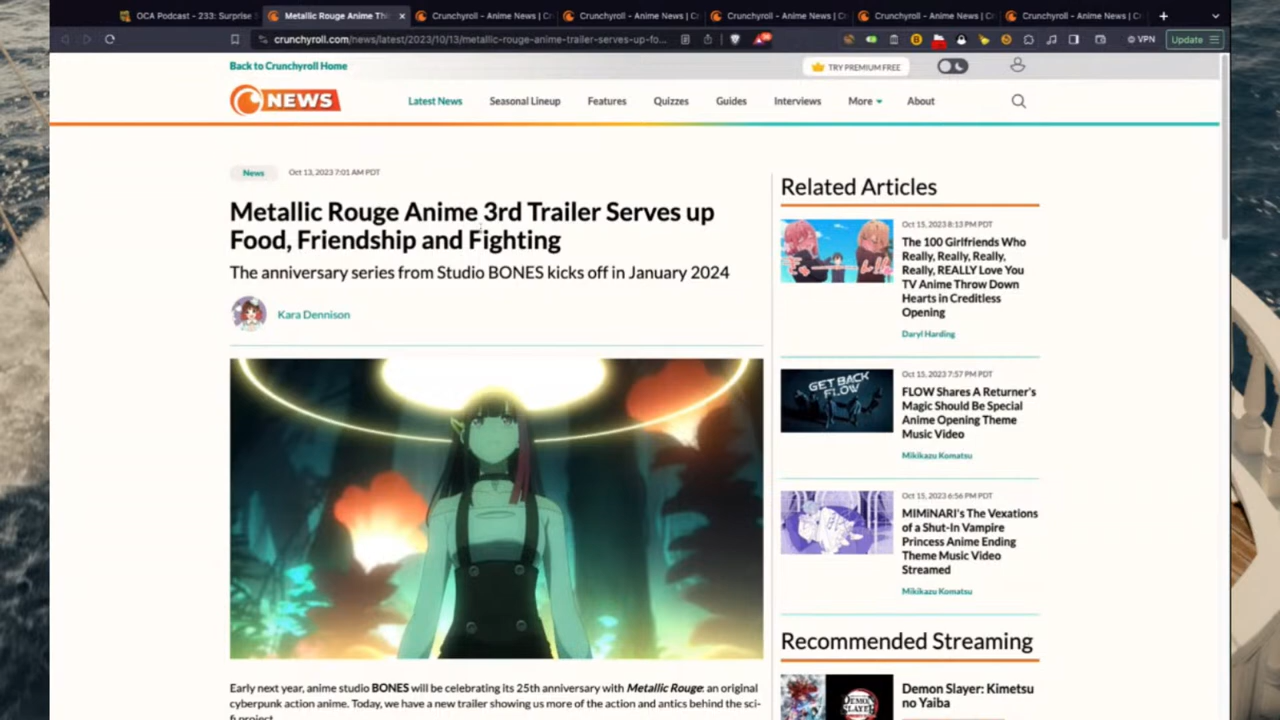 OCA Podcast - 233: Surprise
Metallic Rouge Anime Th
Crunchyroll - Anime News | Cr
Crunchyroll - Anime News | Cr
Crunchyroll - Anime News | Cr
Crunchyroll - Anime News | Cr
Crunchyroll - Anime News | C
crunchyroll.com/news/latest/2023/10/13/metallic-rouge-anime-trailer-serves-up-fo...
VPN
Update
Back to Crunchyroll Home
TRY PREMIUM FREE
NEWS
Latest News
Seasonal Lineup
Features
Quizzes
Guides
Interviews
More
About
News
Oct 13, 2023 7:01 AM PDT
Metallic Rouge Anime 3rd Trailer Serves up
Food, Friendship and Fighting
The anniversary series from Studio BONES kicks off in January 2024
Kara Dennison
Early next year, anime studio BONES will be celebrating its 25th anniversary with Metallic Rouge: an original
cyberpunk action anime. Today, we have a new trailer showing us more of the action and antics behind the sci-
fi project.
Related Articles
Oct 15, 2023 8:13 PM PDT
The 100 Girlfriends Who
Really, Really, Really,
Really, REALLY Love You
TV Anime Throw Down
Hearts in Creditless
Opening
Daryl Harding
GET BACK
FLOW
Oct 15, 2023 7:57 PM PDT
FLOW Shares A Returner's
Magic Should Be Special
Anime Opening Theme
Music Video
Mikikazu Komatsu
Oct 15, 2023 6:56 PM PDT
MIMiNARI's The Vexations
of a Shut-In Vampire
Princess Anime Ending
Theme Music Video
Streamed
Mikikazu Komatsu
Recommended Streaming
DEMON
SLAYER
Demon Slayer: Kimetsu
no Yaiba